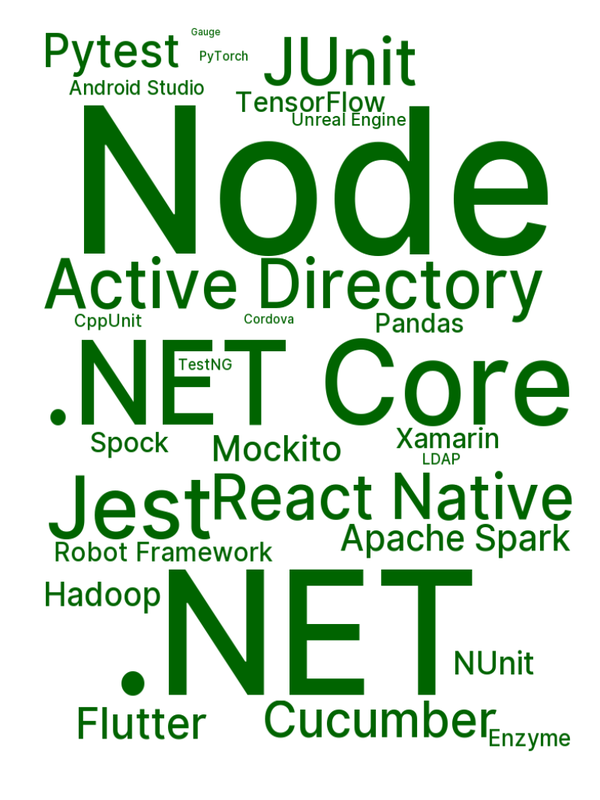 Gauge
Pytest
PyTorch
JUnit
Android Studio
TensorFlow
Unreal Engine
Node
Active Directory
CppUnit
Cordova
Pandas
.NET Core
TestNG
Spock
Mockito
Xamarin
LDAP
Jest
React Native
Apache Spark
Robot Framework
Hadoop
.NET
NUnit
Flutter
Cucumber
Enzyme